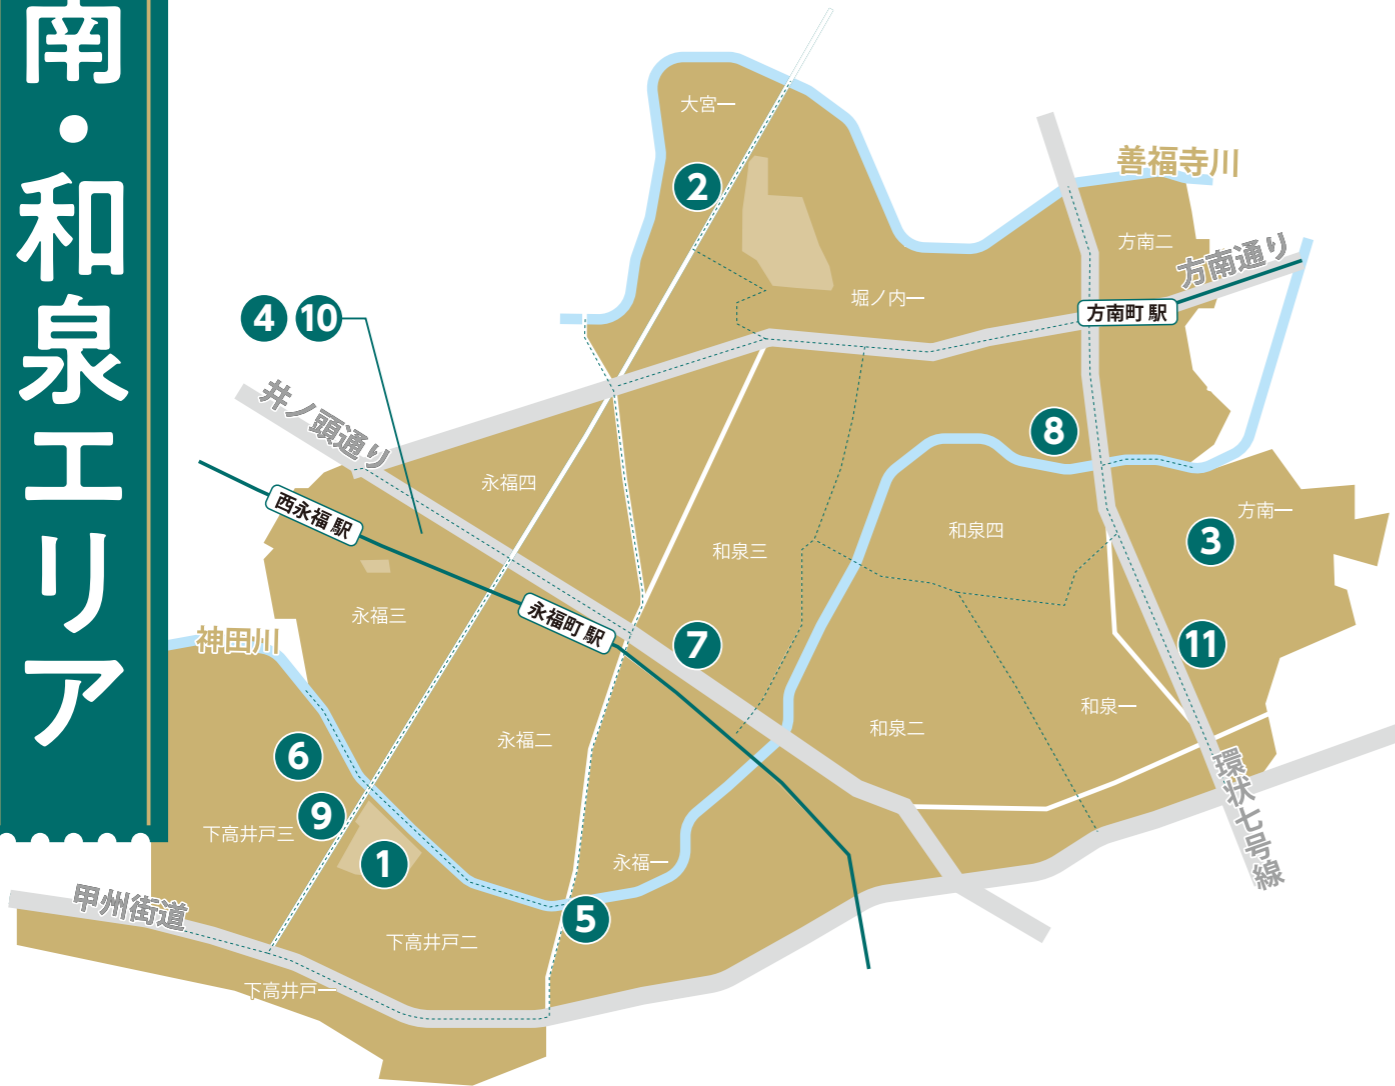 南・和泉エリア
大宮一
2
善福寺川
方南二
方南通り
堀ノ内一
方南町 駅
4 10
井ノ頭通り
8
永福四
西永福 駅
方南一
和泉四
3
和泉三
永福三
永福町 駅
神田川
7
11
和泉一
和泉二
永福二
6
環状七号線
9
下高井戸三
1
永福一
甲州街道
5
下高井戸二
下高井戸一